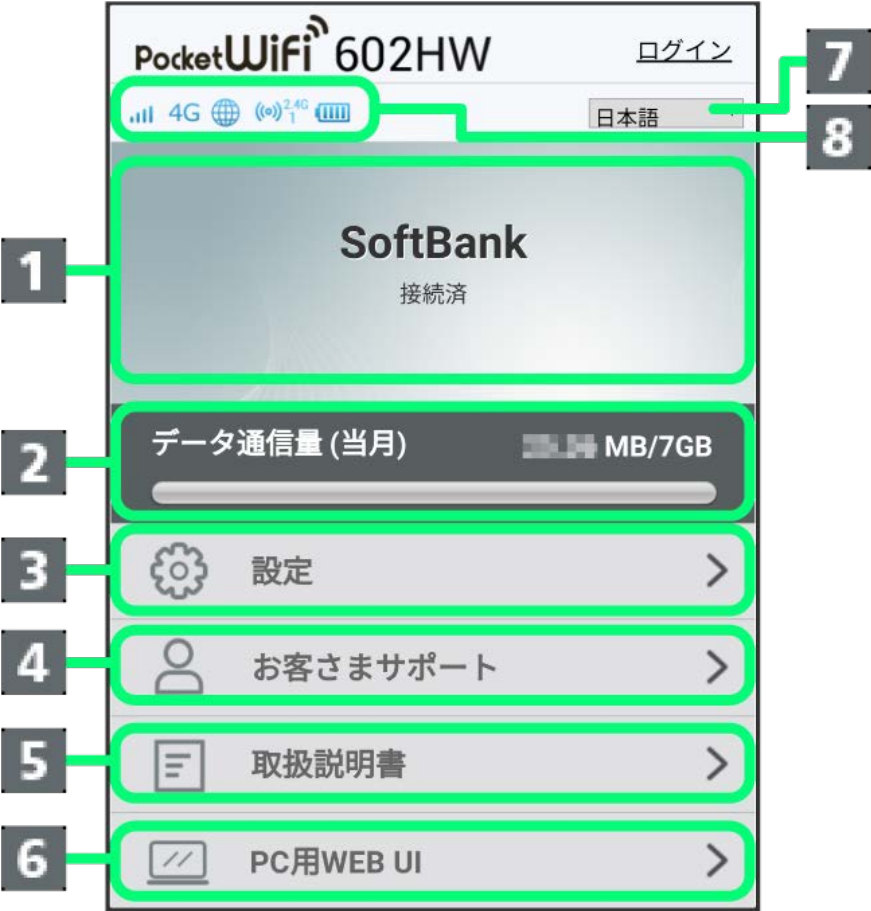 PocketWiFi 602HW
ログイン
7
4G 2.4G 1
日本語
8
1
SoftBank
接続済
2
データ通信量 (当月) MB/7GB
3
設定
4
お客さまサポート
5
取扱説明書
6
PC用WEB UI